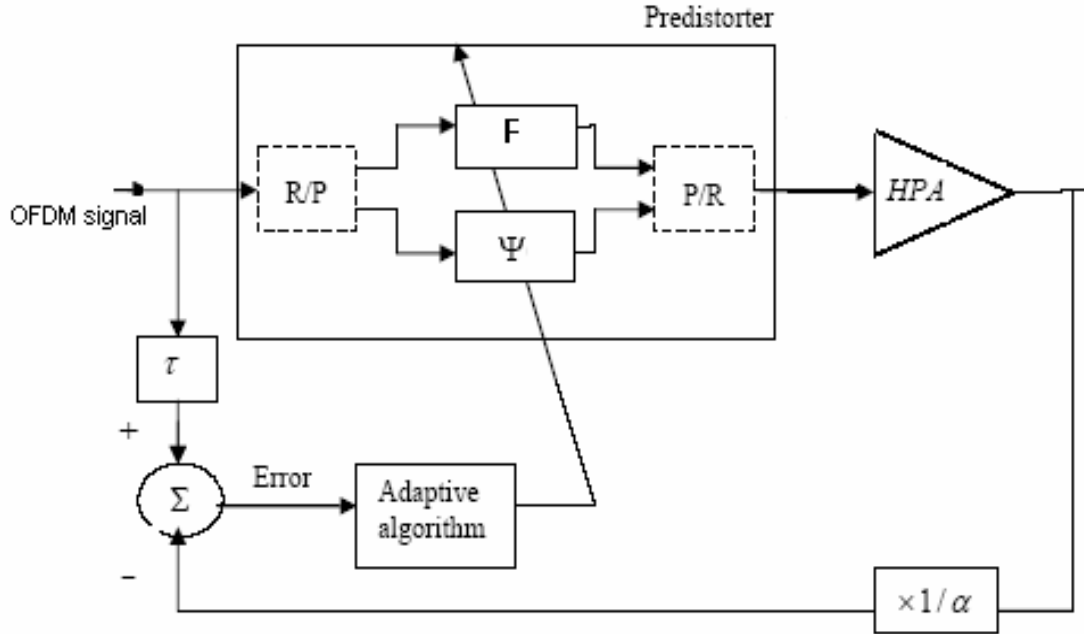 Predistorter
F
R/P
P/R
HPA
OFDM signal
Ψ
τ
+
Error
Σ
Adaptive
algorithm
−
×1/α